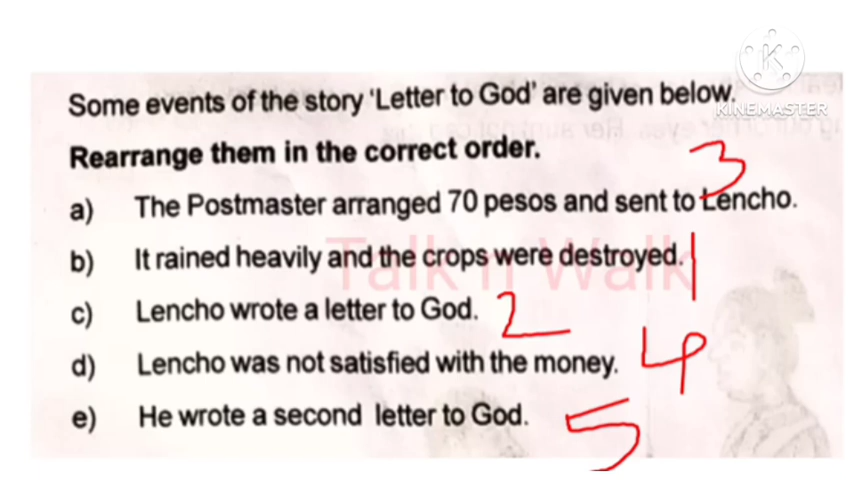 K
KINEMASTER
Some events of the story 'Letter to God' are given below.
Rearrange them in the correct order.
3
a) The Postmaster arranged 70 pesos and sent to Lencho.
b) It rained heavily and the crops were destroyed. 1
Talk n Walk
c) Lencho wrote a letter to God. 2
d) Lencho was not satisfied with the money. 4
e) He wrote a second letter to God. 5